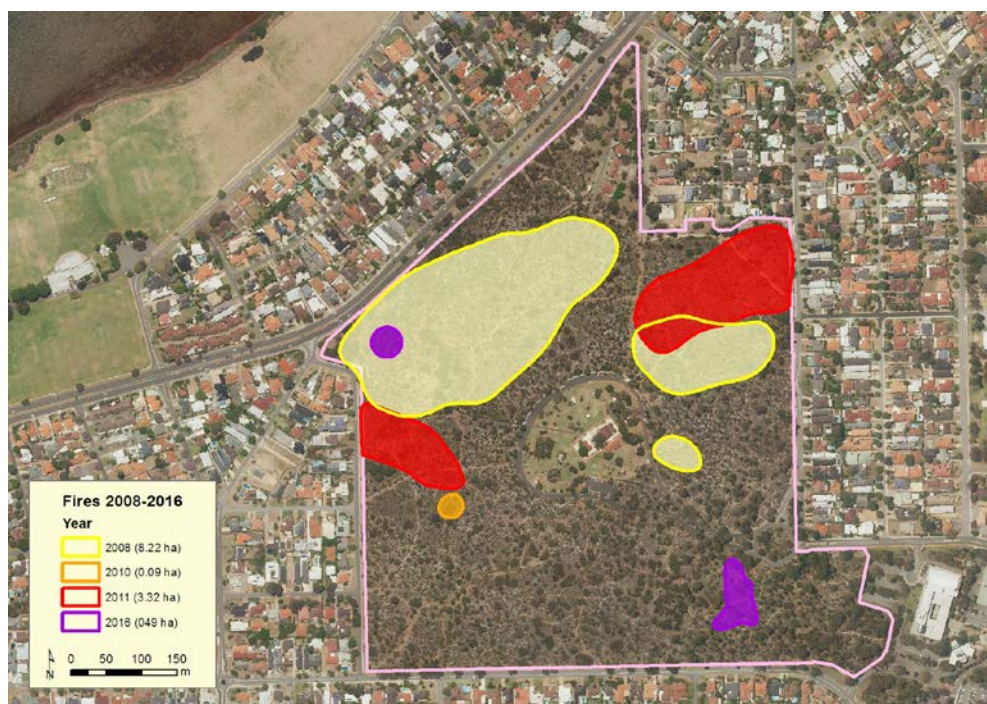 Fires 2008-2016
Year
2008 (8.22 ha)
2010 (0.09 ha)
2011 (3.32 ha)
2016 (049 ha)
N
0 50 100 150
m